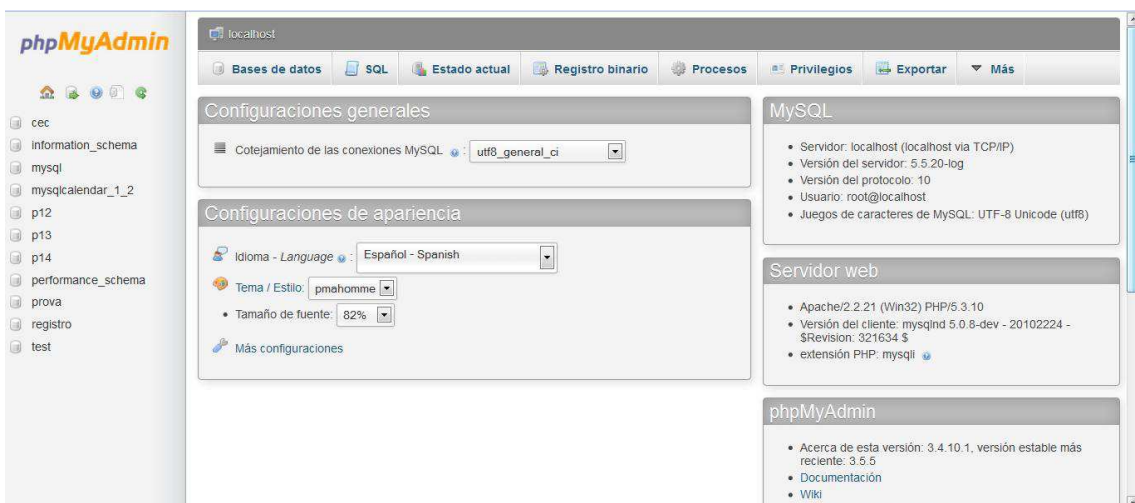 phpMyAdmin
cec
information_schema
mysql
mysqlcalendar_1_2
p12
p13
p14
performance_schema
prova
registro
test
localhost
Bases de datos
SQL
Estado actual
Registro binario
Procesos
Privilegios
Exportar
Más
Configuraciones generales
Cotejamiento de las conexiones MySQL : utf8_general_ci
Configuraciones de apariencia
Idioma - Language : Español - Spanish
Tema / Estilo: pmahomme
• Tamaño de fuente: 82%
Más configuraciones
MySQL
• Servidor: localhost (localhost via TCP/IP)
• Versión del servidor: 5.5.20-log
• Versión del protocolo: 10
• Usuario: root@localhost
• Juegos de caracteres de MySQL: UTF-8 Unicode (utf8)
Servidor web
• Apache/2.2.21 (Win32) PHP/5.3.10
• Versión del cliente: mysqlnd 5.0.8-dev - 20102224 -
$Revision: 321634 $
• extensión PHP: mysqli
phpMyAdmin
• Acerca de esta versión: 3.4.10.1, versión estable más
reciente: 3.5.5
• Documentación
• Wiki